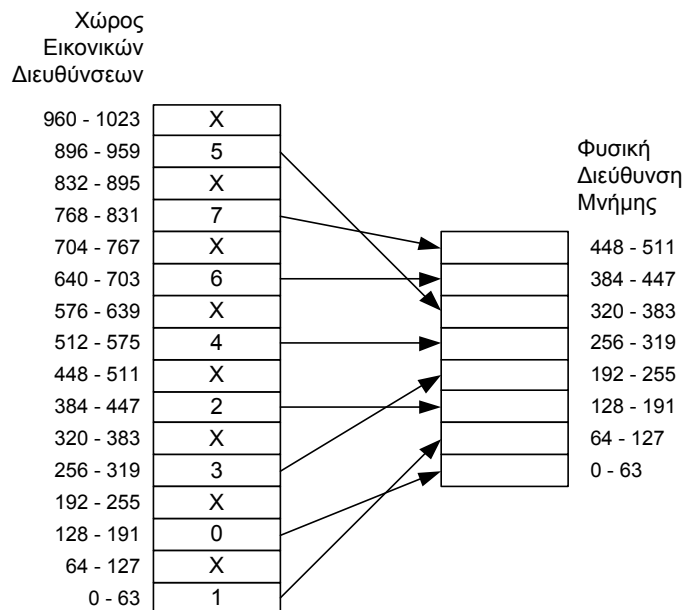 Χώρος
Εικονικών
Διευθύνσεων
960 - 1023 X
896 - 959 5
832 - 895 X
768 - 831 7
704 - 767 X
640 - 703 6
576 - 639 X
512 - 575 4
448 - 511 X
384 - 447 2
320 - 383 X
256 - 319 3
192 - 255 X
128 - 191 0
64 - 127 X
0 - 63 1
Φυσική
Διεύθυνση
Μνήμης
448 - 511
384 - 447
320 - 383
256 - 319
192 - 255
128 - 191
64 - 127
0 - 63